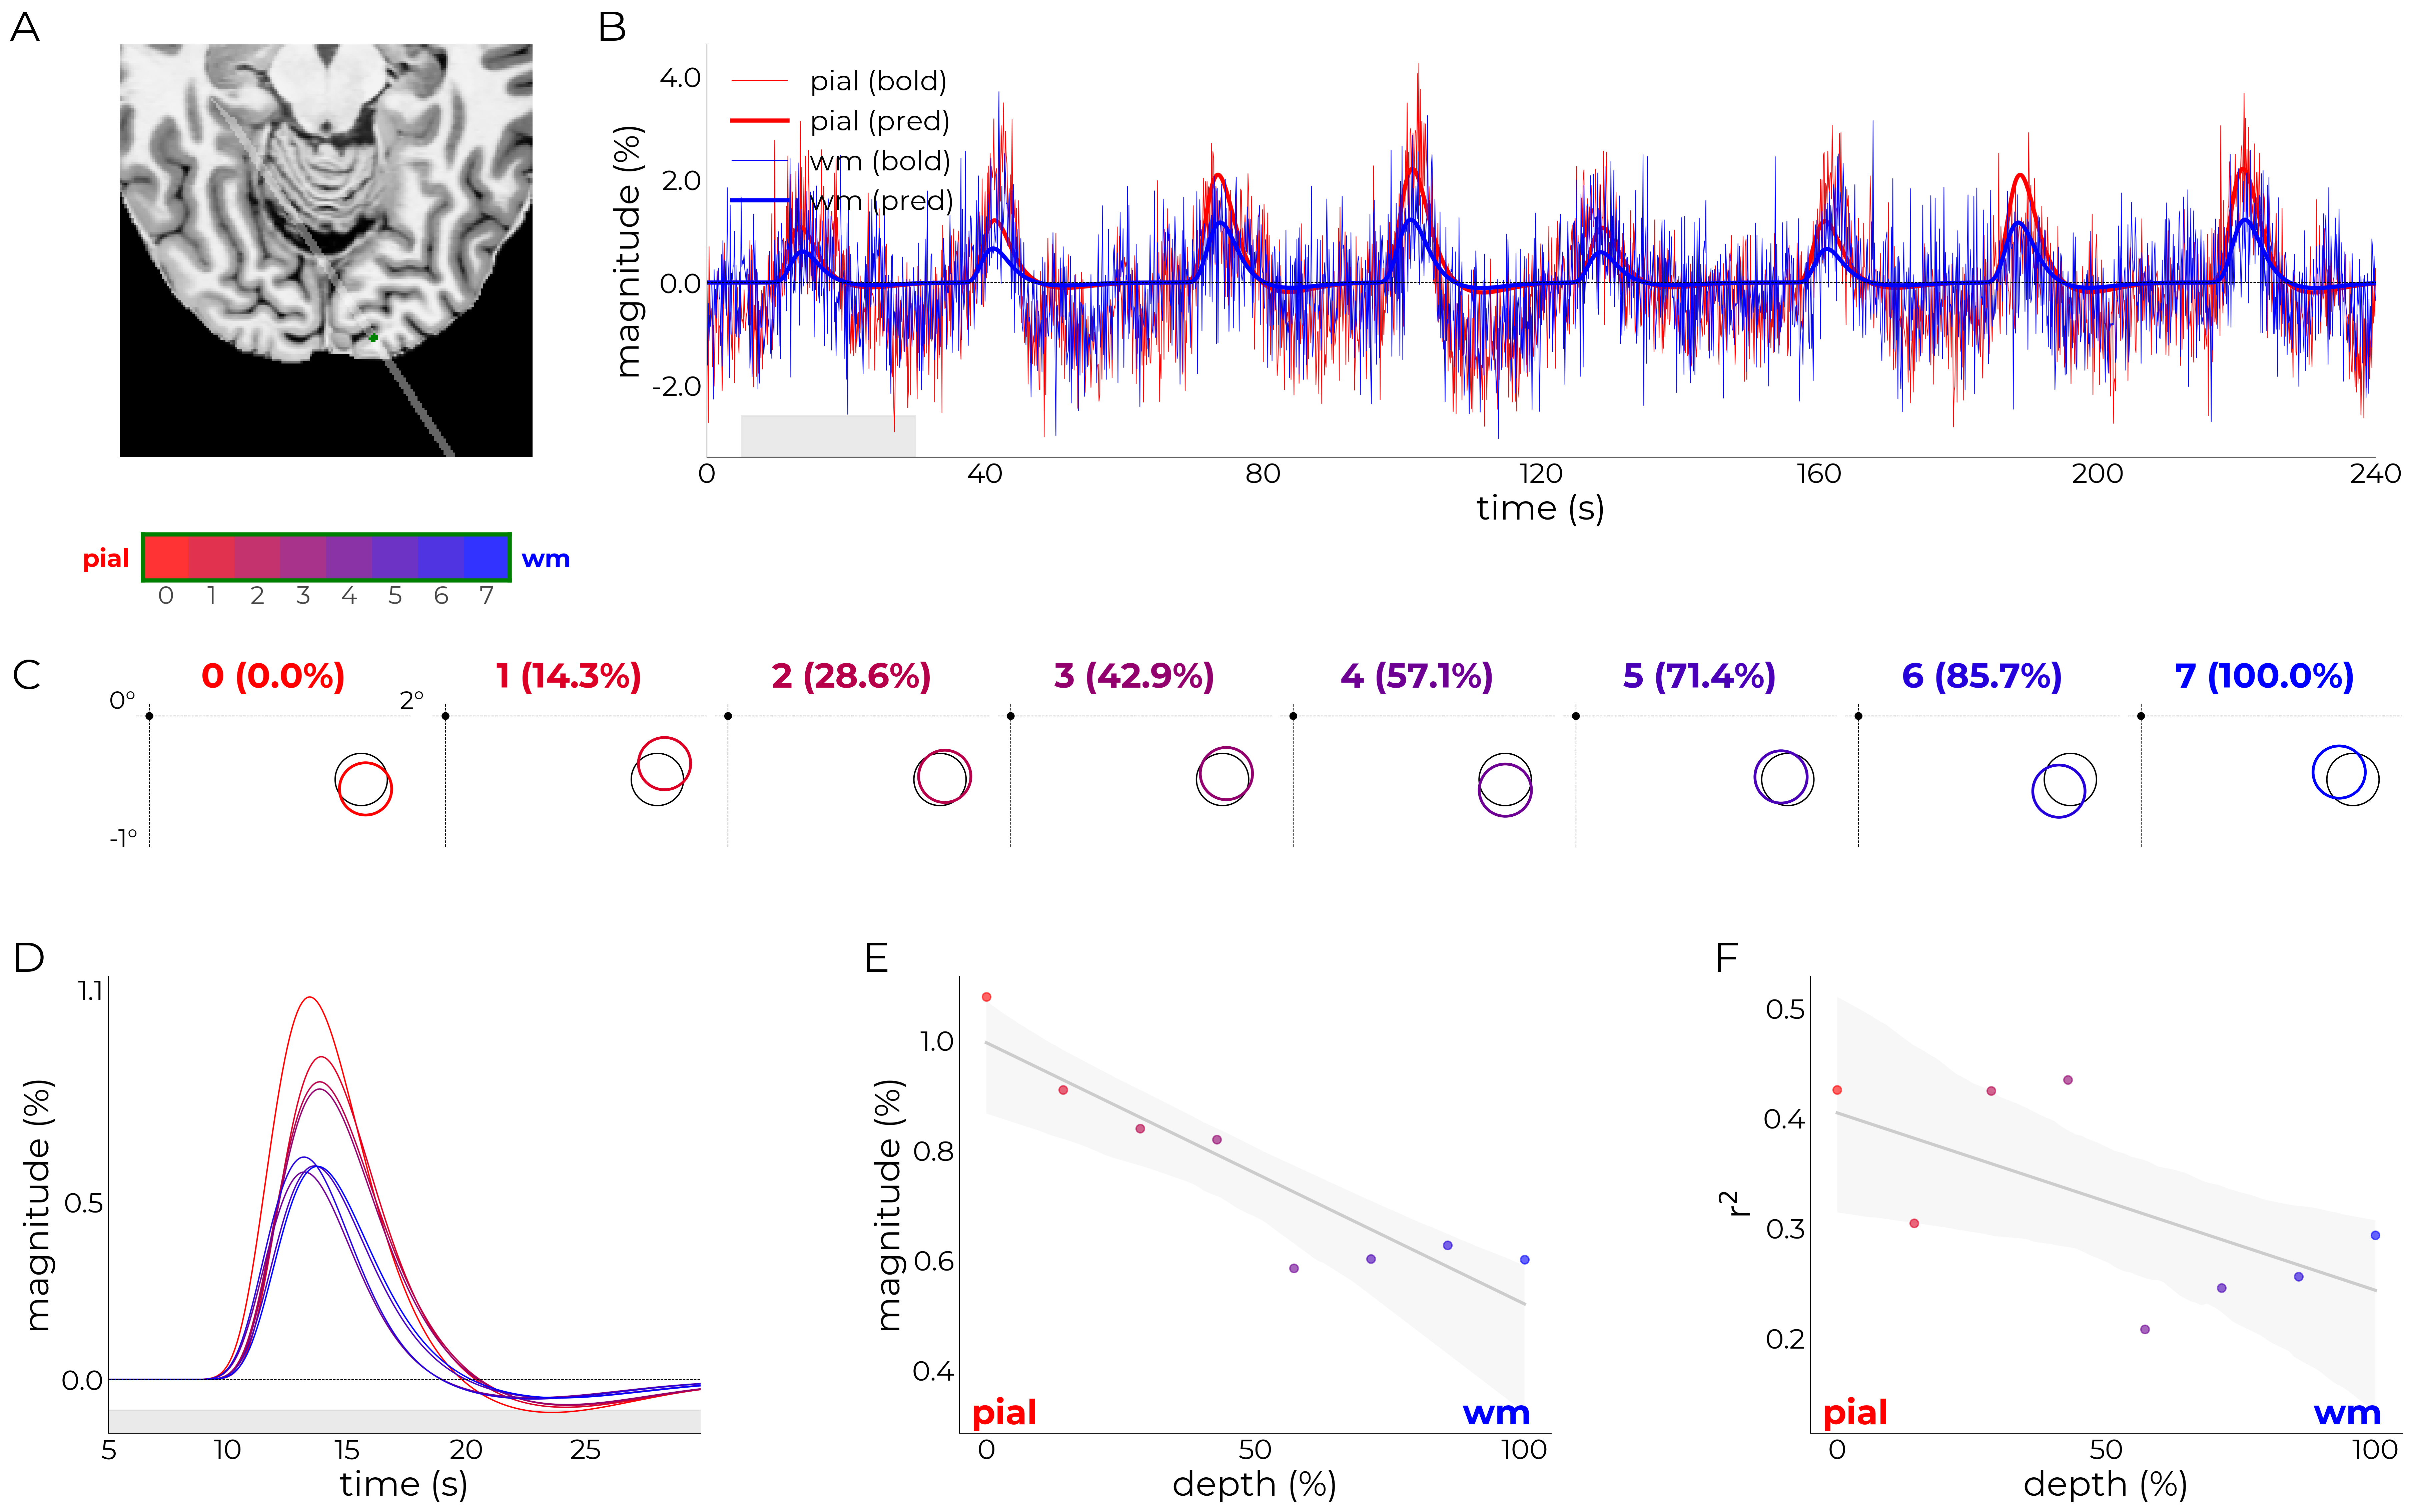 A
pial
wm
0 1 2 3 4 5 6 7
B
pial (bold)
pial (pred)
wm (bold)
wm (pred)
magnitude (%)
4.0
2.0
0.0
-2.0
0 40 80 120 160 200 240
time (s)
C
0 (0.0%) 1 (14.3%) 2 (28.6%) 3 (42.9%) 4 (57.1%) 5 (71.4%) 6 (85.7%) 7 (100.0%)
0° 2°
-1°
D
magnitude (%)
1.1
0.5
0.0
5 10 15 20 25
time (s)
E
magnitude (%)
1.0
0.8
0.6
0.4
pial wm
0 50 100
depth (%)
F
r²
0.5
0.4
0.3
0.2
pial wm
0 50 100
depth (%)